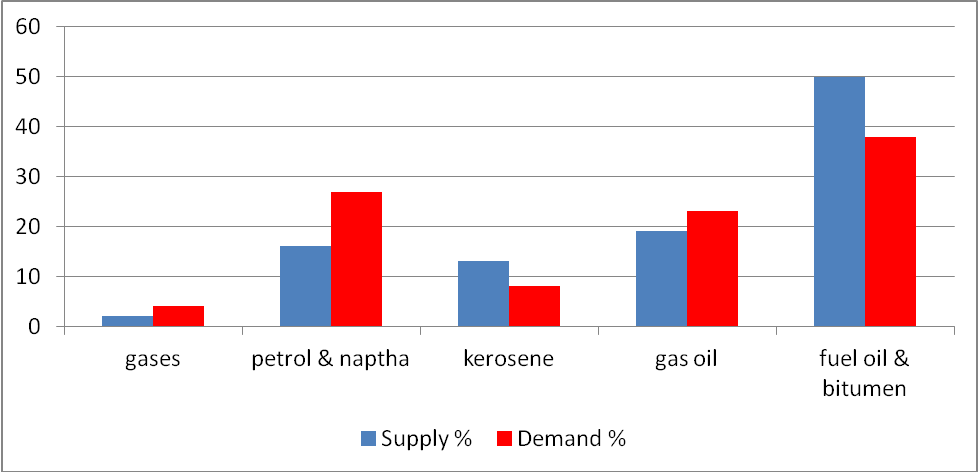 60
50
40
30
20
10
0
gases petrol & naptha kerosene gas oil fuel oil &
bitumen
Supply % Demand %